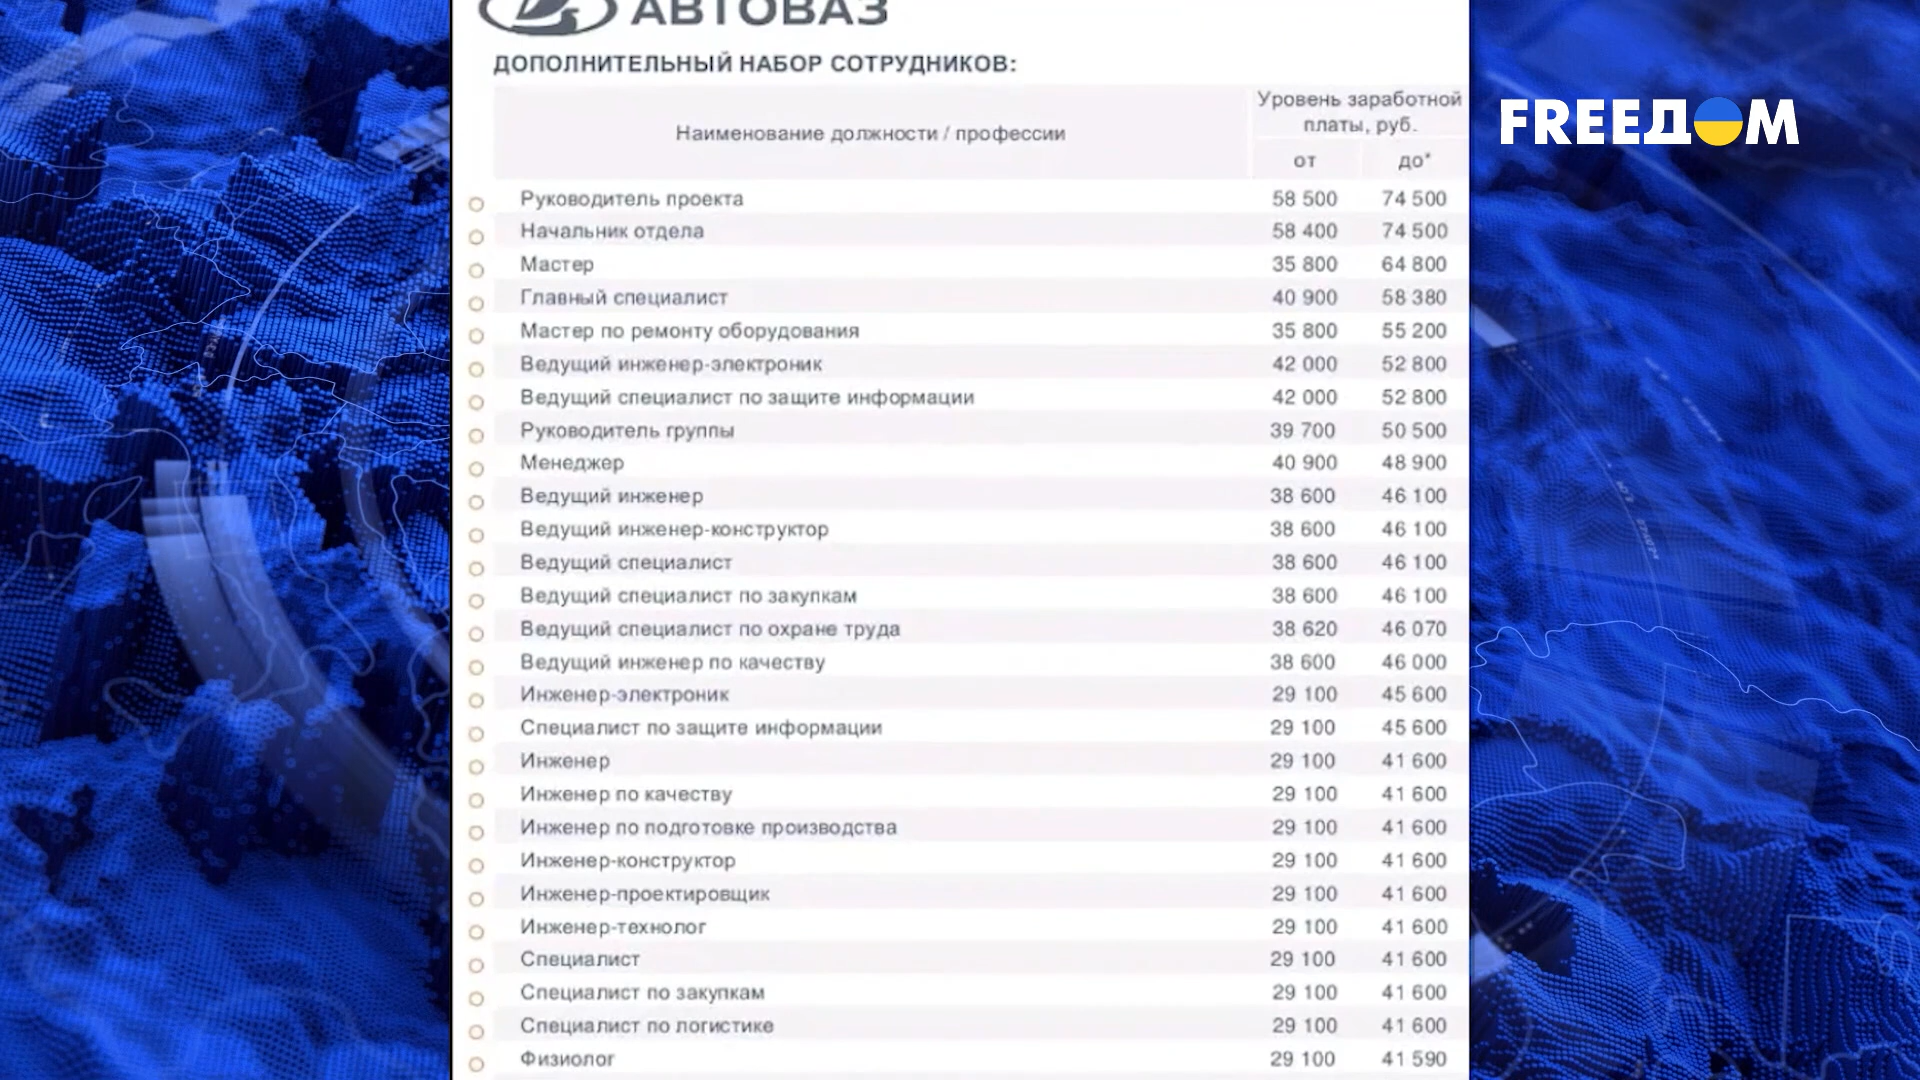 АВТОВАЗ
ДОПОЛНИТЕЛЬНЫЙ НАБОР СОТРУДНИКОВ:
Наименование должности / профессии
Уровень заработной
платы, руб.
от до*
FREEДOM
Руководитель проекта 58 500 74 500
Начальник отдела 58 400 74 500
Мастер 35 800 64 800
Главный специалист 40 900 58 380
Мастер по ремонту оборудования 35 800 55 200
Ведущий инженер-электроник 42 000 52 800
Ведущий специалист по защите информации 42 000 52 800
Руководитель группы 39 700 50 500
Менеджер 40 900 48 900
Ведущий инженер 38 600 46 100
Ведущий инженер-конструктор 38 600 46 100
Ведущий специалист 38 600 46 100
Ведущий специалист по закупкам 38 600 46 100
Ведущий специалист по охране труда 38 620 46 070
Ведущий инженер по качеству 38 600 46 000
Инженер-электроник 29 100 45 600
Специалист по защите информации 29 100 45 600
Инженер 29 100 41 600
Инженер по качеству 29 100 41 600
Инженер по подготовке производства 29 100 41 600
Инженер-конструктор 29 100 41 600
Инженер-проектировщик 29 100 41 600
Инженер-технолог 29 100 41 600
Специалист 29 100 41 600
Специалист по закупкам 29 100 41 600
Специалист по логистике 29 100 41 600
Физиолог 29 100 41 590